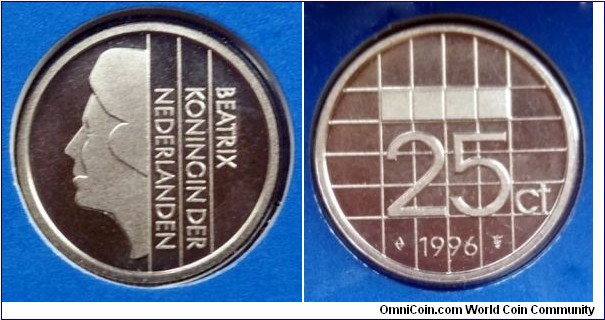 BEATRIX
KONINGIN DER
NEDERLANDEN
25 ct
1996
OmniCoin.com World Coin Community